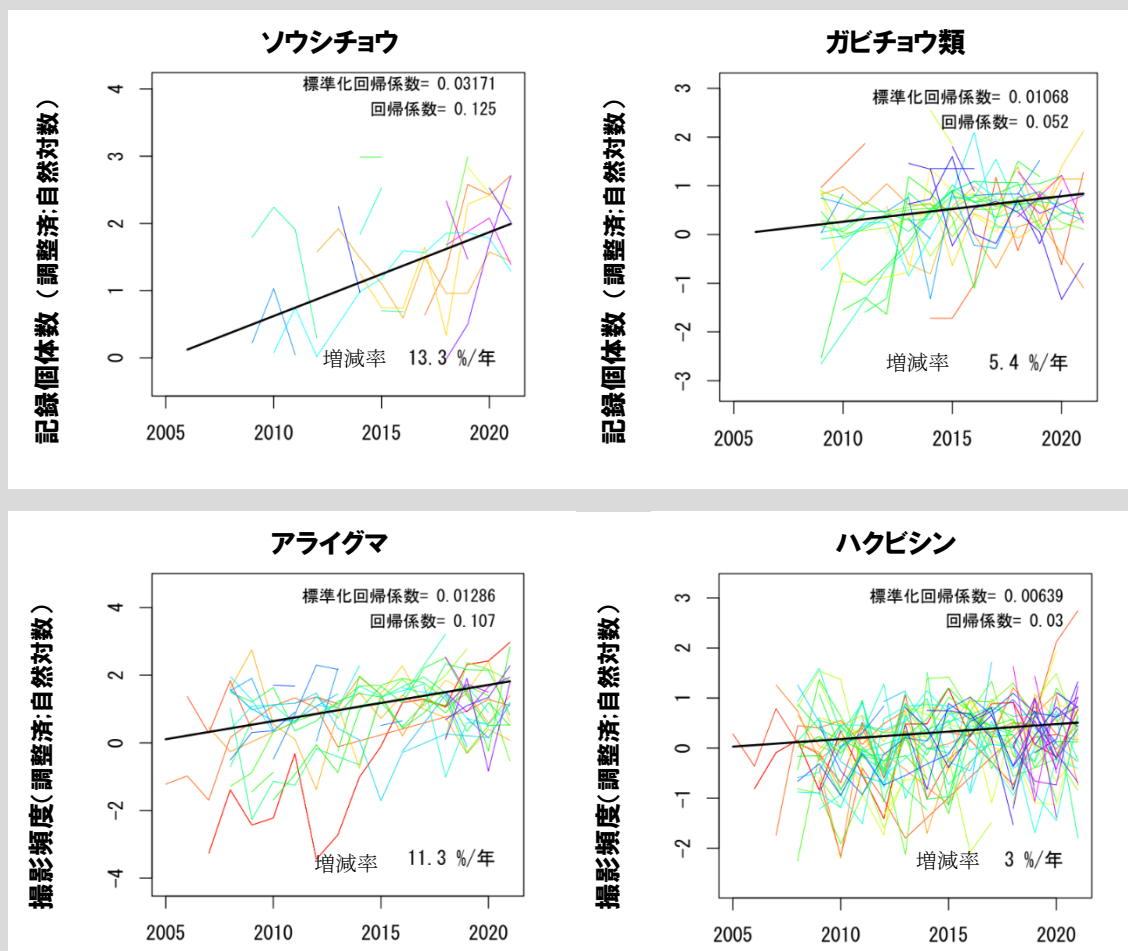 ソウシチョウ
標準化回帰係数= 0.03171
回帰係数= 0.125
記録個体数（調整済:自然対数）
4
3
2
1
0
増減率 13.3 %/年
2005 2010 2015 2020
ガビチョウ類
標準化回帰係数= 0.01068
回帰係数= 0.052
記録個体数（調整済:自然対数）
3
2
1
0
-1
-2
-3
増減率 5.4 %/年
2005 2010 2015 2020
アライグマ
標準化回帰係数= 0.01286
回帰係数= 0.107
撮影頻度（調整済:自然対数）
4
2
0
-2
-4
増減率 11.3 %/年
2005 2010 2015 2020
ハクビシン
標準化回帰係数= 0.00639
回帰係数= 0.03
撮影頻度（調整済:自然対数）
3
2
1
0
-1
-2
増減率 3 %/年
2005 2010 2015 2020